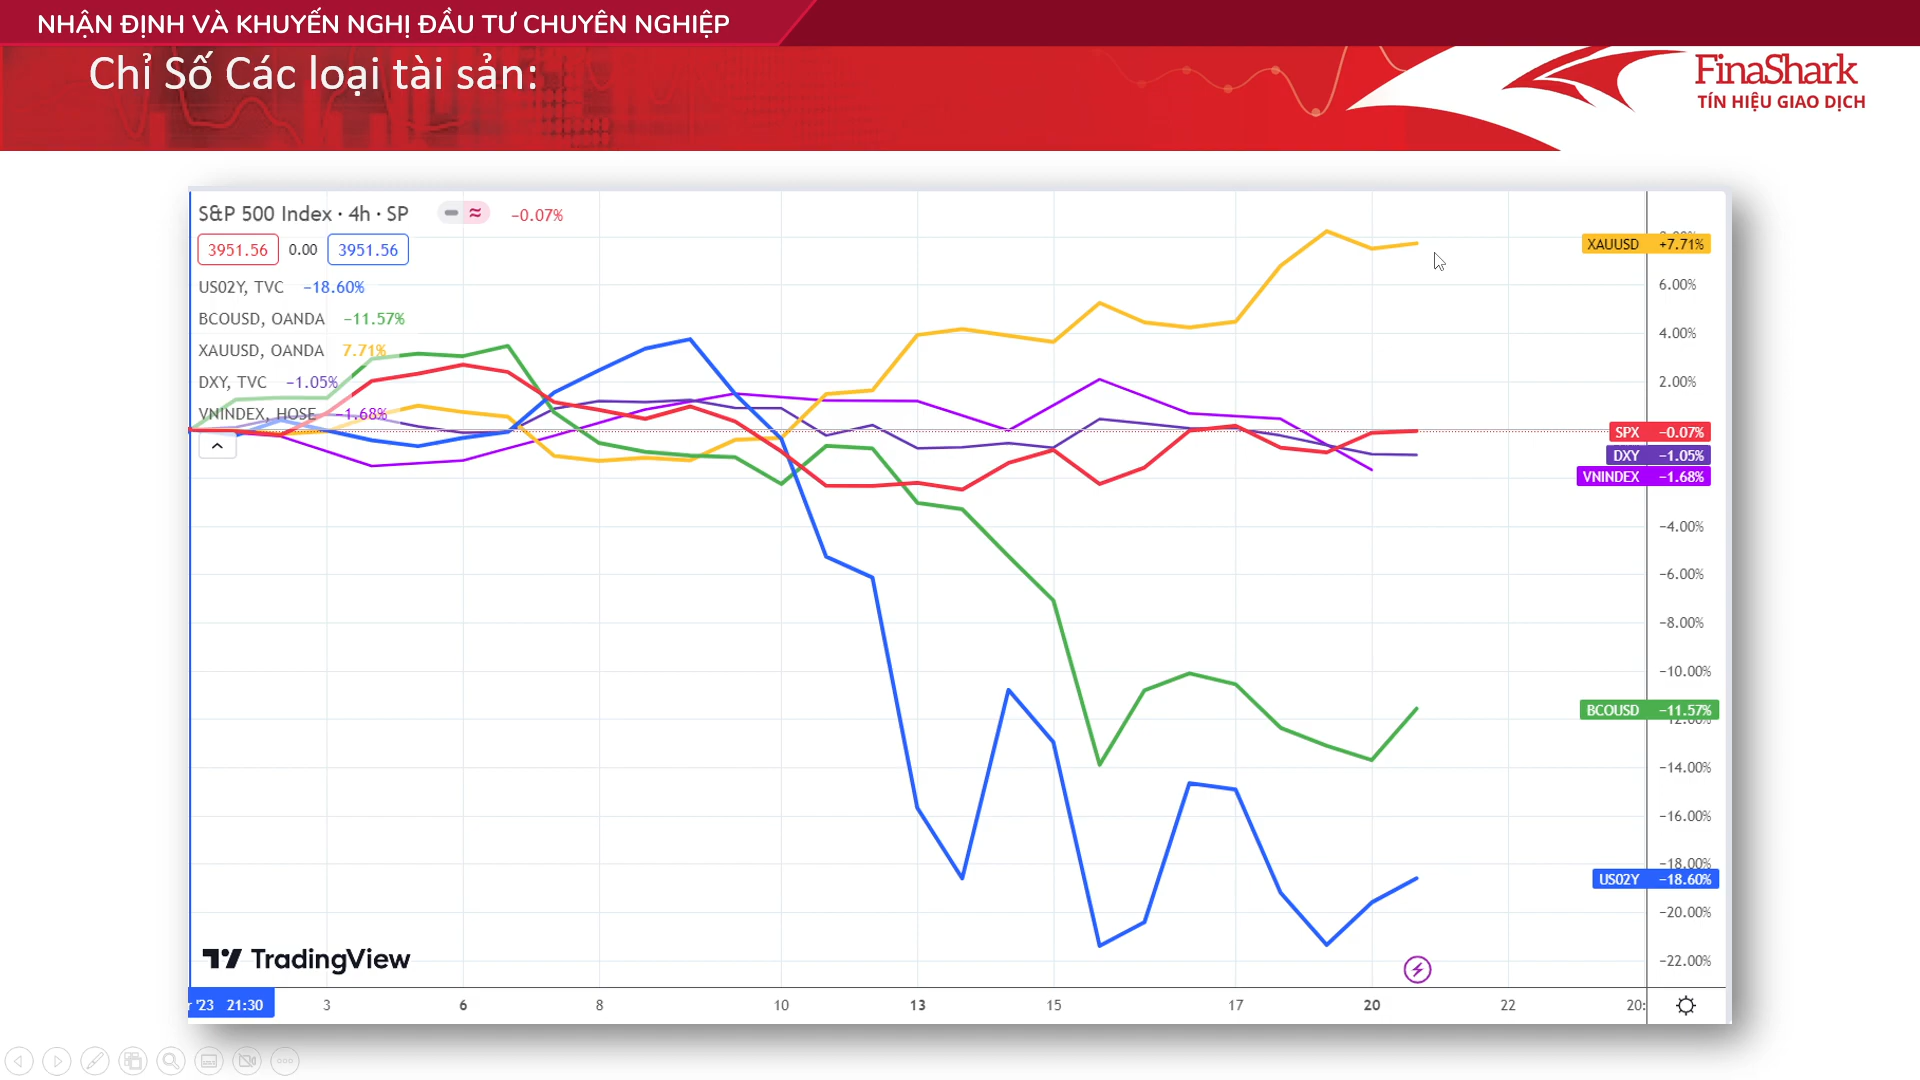 NHẬN ĐỊNH VÀ KHUYẾN NGHỊ ĐẦU TƯ CHUYÊN NGHIỆP
Chỉ Số Các loại tài sản:
FinaShark
TÍN HIỆU GIAO DỊCH
S&P 500 Index · 4h · SP −0.07%
3951.56 0.00 3951.56
US02Y, TVC −18.60%
BCOUSD, OANDA −11.57%
XAUUSD, OANDA 7.71%
DXY, TVC −1.05%
VNINDEX, HOSE −1.68%
XAUUSD +7.71%
6.00%
4.00%
2.00%
SPX −0.07%
DXY −1.05%
VNINDEX −1.68%
−4.00%
−6.00%
−8.00%
−10.00%
BCOUSD −11.57%
−12.00%
−14.00%
−16.00%
−18.00%
US02Y −18.60%
−20.00%
−22.00%
TradingView
'23 21:30 3 6 8 10 13 15 17 20 22 20: